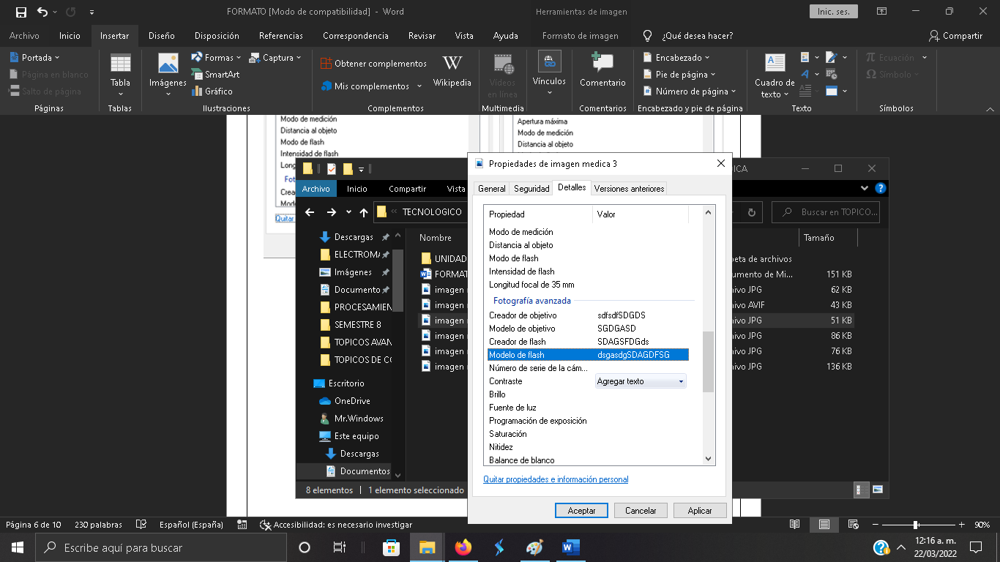 FORMATO [Modo de compatibilidad] - Word
Herramientas de imagen
Inic. ses.
Archivo Inicio Insertar Diseño Disposición Referencias Correspondencia Revisar Vista Ayuda Formato de imagen ¿Qué desea hacer? Compartir
Portada
Página en blanco
Salto de página
Páginas
Tabla
Tablas
Imágenes
Formas
SmartArt
Gráfico
Captura
Ilustraciones
Obtener complementos
Mis complementos
Wikipedia
Complementos
Vídeos
en línea
Multimedia
Vínculos
Comentario
Comentarios
Encabezado
Pie de página
Número de página
Encabezado y pie de página
Cuadro de
texto
Texto
Ecuación
Símbolo
Símbolos
Modo de medición
Distancia al objeto
Modo de flash
Intensidad de flash
Apertura máxima
Modo de medición
Distancia al objeto
Quitar
Archivo Inicio Compartir Vista
TECNOLOGICO
Buscar en TOPICO...
Nombre
Tamaño
Descargas
ELECTROMA
Imágenes
Documento
PROCESAMIEN
SEMESTRE 8
TOPICOS AVAN
TOPICOS DE CO
Escritorio
OneDrive
Mr.Windows
Este equipo
Descargas
Documentos
UNIDAD
eta de archivos
FORMAT
umento de Mi... 151 KB
imagen
ivo JPG 62 KB
imagen
ivo AVIF 43 KB
imagen
ivo JPG 51 KB
imagen
ivo JPG 86 KB
imagen
ivo JPG 76 KB
imagen
ivo JPG 136 KB
8 elementos 1 elemento seleccionado
Propiedades de imagen medica 3
General Seguridad Detalles Versiones anteriores
Propiedad Valor
Modo de medición
Distancia al objeto
Modo de flash
Intensidad de flash
Longitud focal de 35 mm
Fotografía avanzada
Creador de objetivo sdfsdfSDGDS
Modelo de objetivo SGDGASD
Creador de flash SDAGSFDGds
Modelo de flash dsgasdgSDAGDFSG
Número de serie de la cám...
Contraste Agregar texto
Brillo
Fuente de luz
Programación de exposición
Saturación
Nitidez
Balance de blanco
Quitar propiedades e información personal
Aceptar Cancelar Aplicar
Página 6 de 10 230 palabras Español (España) Accesibilidad: es necesario investigar 90%
Escribe aquí para buscar
12:16 a. m.
22/03/2022